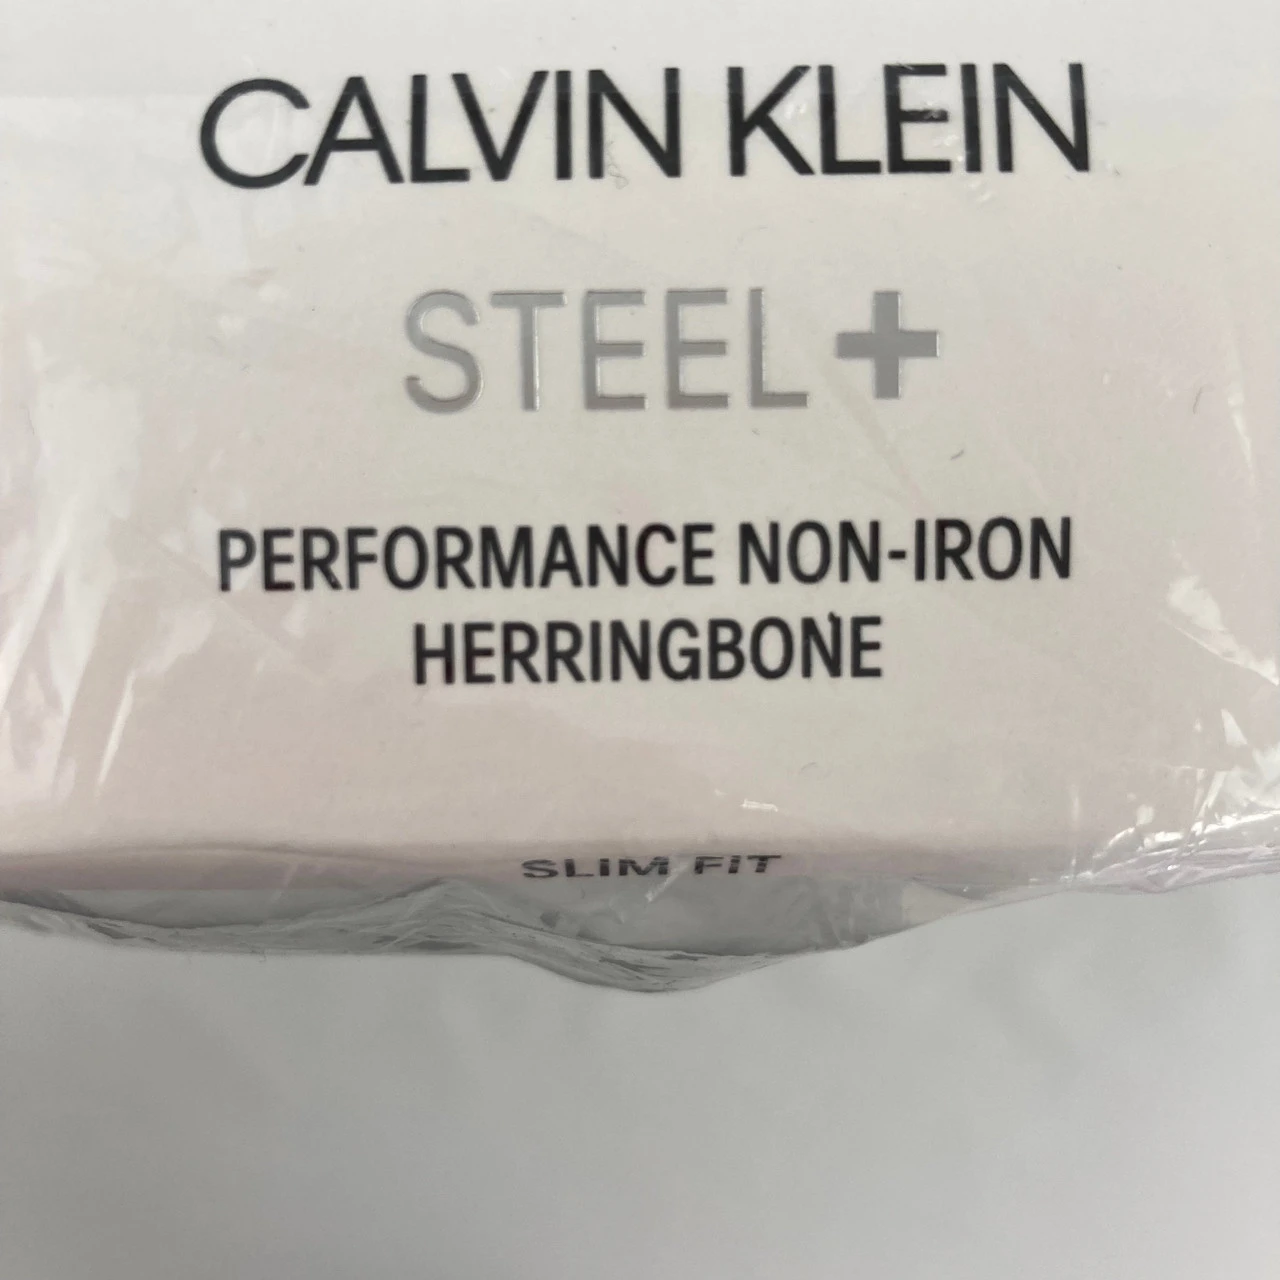 CALVIN KLEIN
STEEL +
PERFORMANCE NON-IRON
HERRINGBONE
SLIM FIT